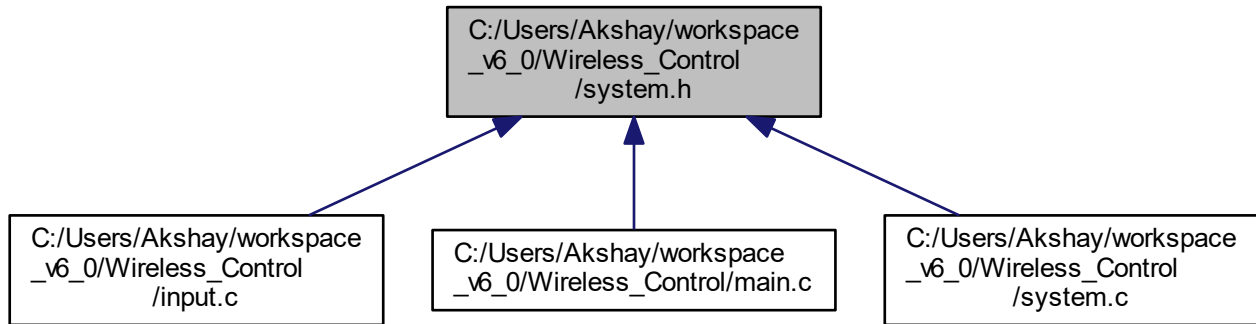 C:/Users/Akshay/workspace
_v6_0/Wireless_Control
/system.h
C:/Users/Akshay/workspace
_v6_0/Wireless_Control
/input.c
C:/Users/Akshay/workspace
_v6_0/Wireless_Control/main.c
C:/Users/Akshay/workspace
_v6_0/Wireless_Control
/system.c